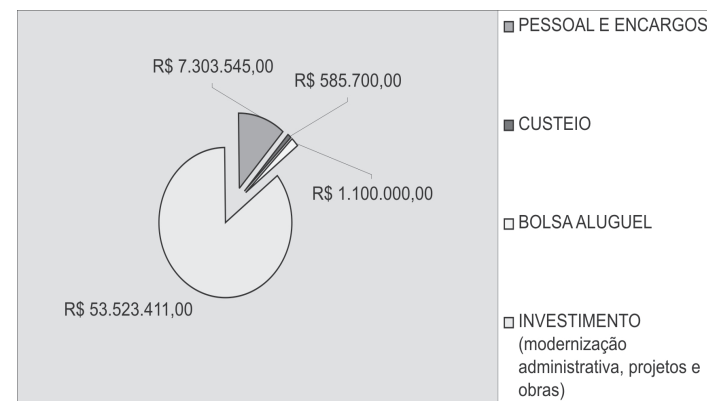 PESSOAL E ENCARGOS
R$ 7.303.545,00
R$ 585.700,00
CUSTEIO
R$ 1.100.000,00
BOLSA ALUGUEL
R$ 53.523.411,00
INVESTIMENTO
(modernização
administrativa, projetos e
obras)